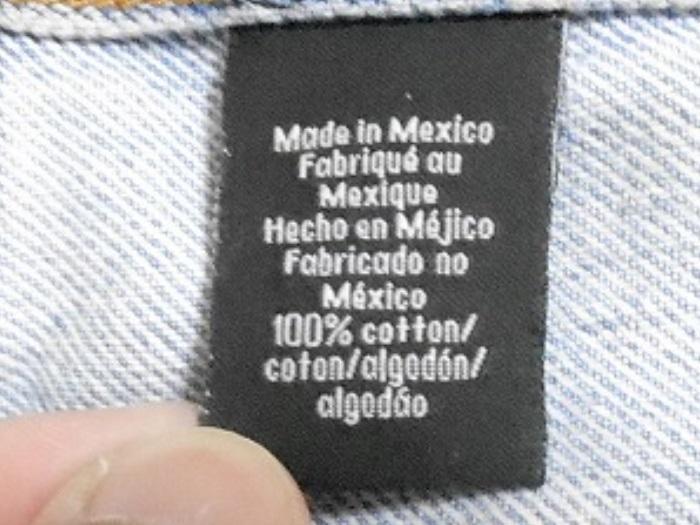 Made in Mexico
Fabriqué au
Mexique
Hecho en Méjico
Fabricado no
México
100% cotton/
coton/algodón/
algodão